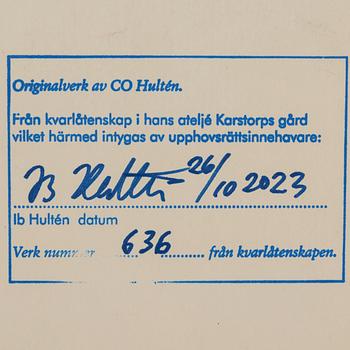 Originalverk av CO Hultén.
Från kvarlåtenskap i hans ateljé Karstorps gård
vilket härmed intygas av upphovsrättsinnehavare:
Ib Hultén 26/10 2023
Ib Hultén datum
Verk nummer 636 från kvarlåtenskapen.